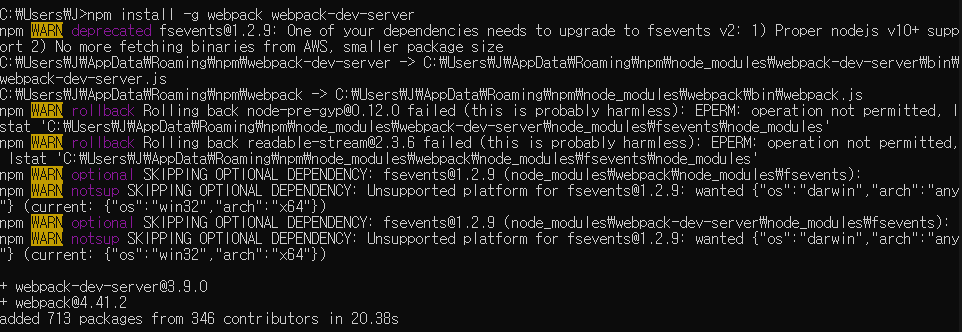 C:₩Users₩J>npm install -g webpack webpack-dev-server
npm WARN deprecated fsevents@1.2.9: One of your dependencies needs to upgrade to fsevents v2: 1) Proper nodejs v10+ supp
ort 2) No more fetching binaries from AWS, smaller package size
C:₩Users₩J₩AppData₩Roaming₩npm₩webpack-dev-server -> C:₩Users₩J₩AppData₩Roaming₩npm₩node_modules₩webpack-dev-server₩bin₩
webpack-dev-server.js
C:₩Users₩J₩AppData₩Roaming₩npm₩webpack -> C:₩Users₩J₩AppData₩Roaming₩npm₩node_modules₩webpack₩bin₩webpack.js
npm WARN rollback Rolling back node-pre-gyp@0.12.0 failed (this is probably harmless): EPERM: operation not permitted, l
stat 'C:₩Users₩J₩AppData₩Roaming₩npm₩node_modules₩webpack-dev-server₩node_modules₩fsevents₩node_modules'
npm WARN rollback Rolling back readable-stream@2.3.6 failed (this is probably harmless): EPERM: operation not permitted,
 lstat 'C:₩Users₩J₩AppData₩Roaming₩npm₩node_modules₩webpack₩node_modules₩fsevents₩node_modules'
npm WARN optional SKIPPING OPTIONAL DEPENDENCY: fsevents@1.2.9 (node_modules₩webpack₩node_modules₩fsevents):
npm WARN notsup SKIPPING OPTIONAL DEPENDENCY: Unsupported platform for fsevents@1.2.9: wanted {"os":"darwin","arch":"any
"} (current: {"os":"win32","arch":"x64"})
npm WARN optional SKIPPING OPTIONAL DEPENDENCY: fsevents@1.2.9 (node_modules₩webpack-dev-server₩node_modules₩fsevents):
npm WARN notsup SKIPPING OPTIONAL DEPENDENCY: Unsupported platform for fsevents@1.2.9: wanted {"os":"darwin","arch":"any
"} (current: {"os":"win32","arch":"x64"})
+ webpack-dev-server@3.9.0
+ webpack@4.41.2
added 713 packages from 346 contributors in 20.38s